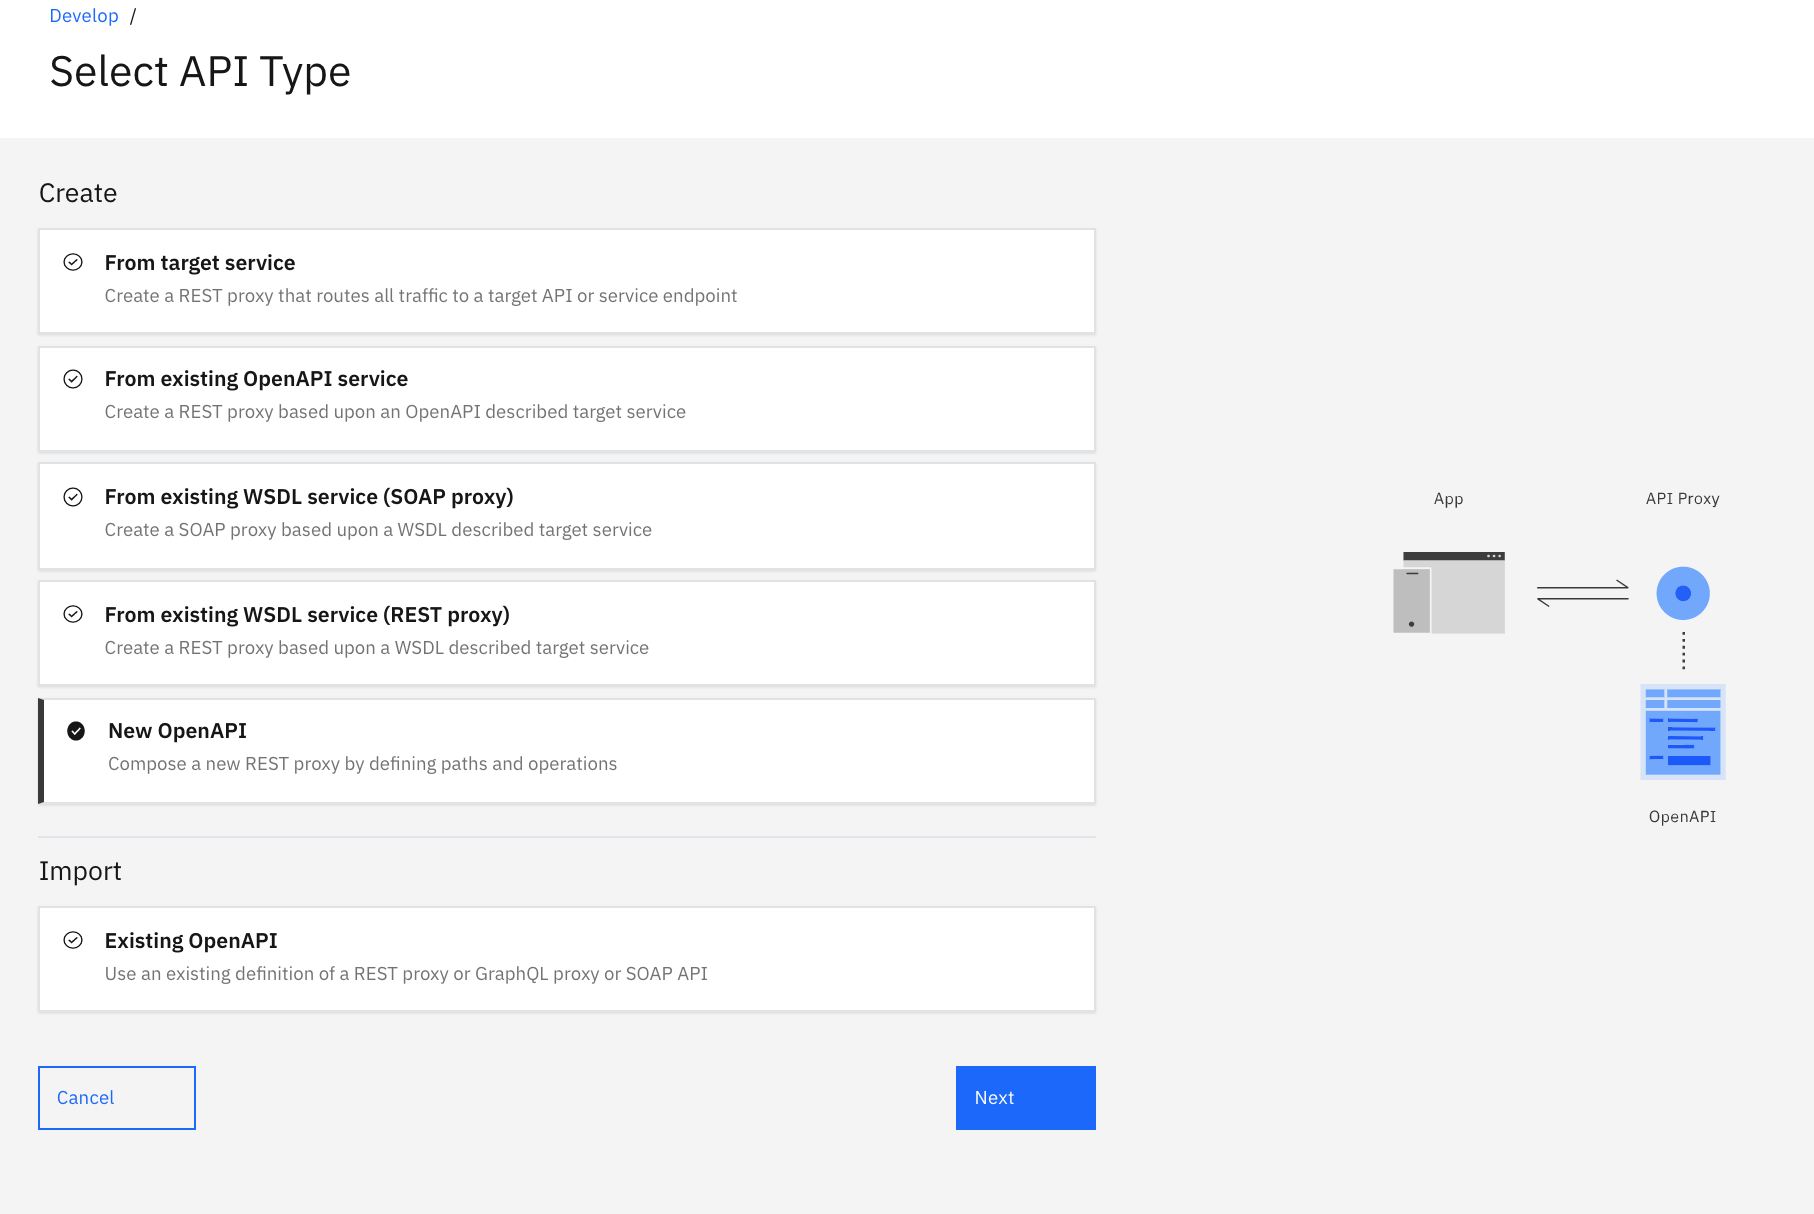 Develop /
Select API Type
Create
From target service
Create a REST proxy that routes all traffic to a target API or service endpoint
From existing OpenAPI service
Create a REST proxy based upon an OpenAPI described target service
From existing WSDL service (SOAP proxy)
Create a SOAP proxy based upon a WSDL described target service
From existing WSDL service (REST proxy)
Create a REST proxy based upon a WSDL described target service
New OpenAPI
Compose a new REST proxy by defining paths and operations
Import
Existing OpenAPI
Use an existing definition of a REST proxy or GraphQL proxy or SOAP API
Cancel
Next
App
API Proxy
OpenAPI